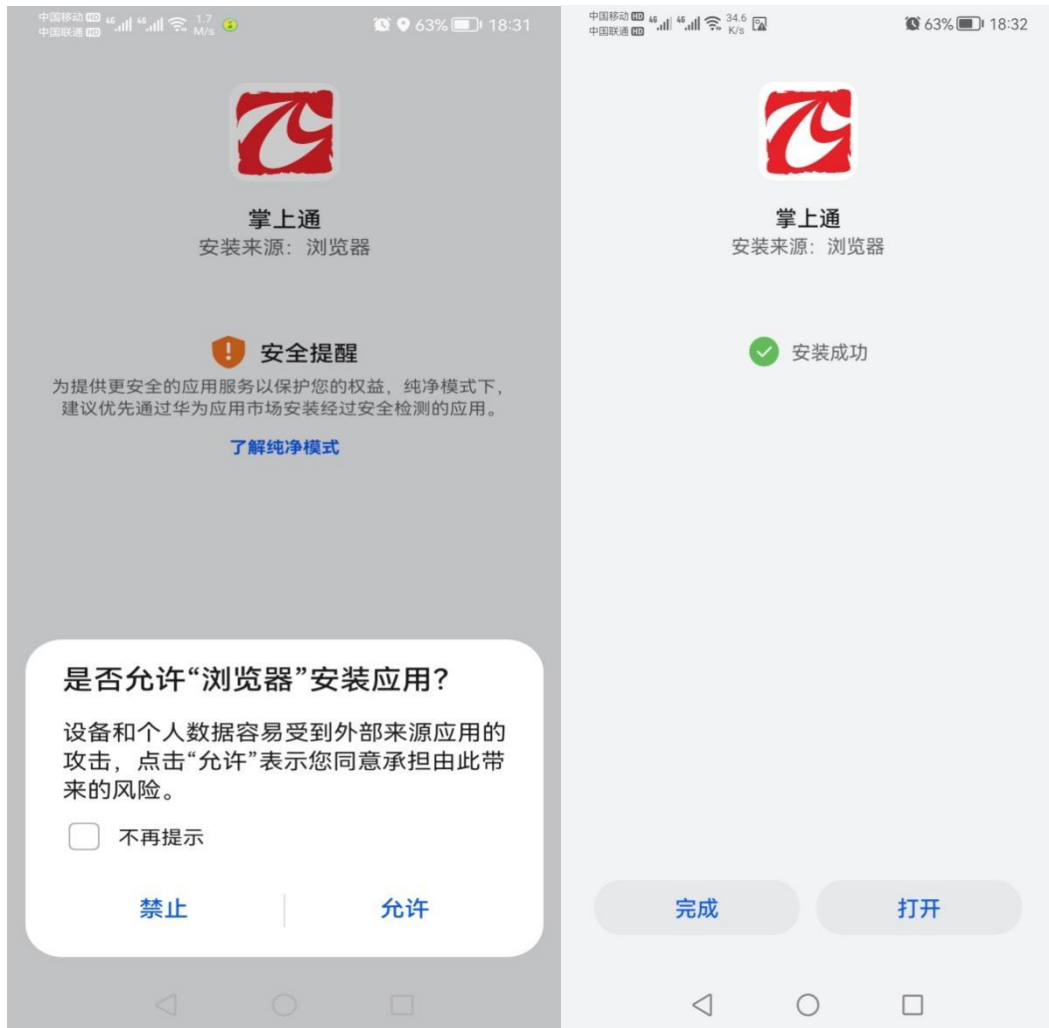 中国移动 HD 46 46 1.7 M/s 63% 18:31
中国联通 HD
掌上通
安装来源：浏览器
安全提醒
为提供更安全的应用服务以保护您的权益，纯净模式下，
建议优先通过华为应用市场安装经过安全检测的应用。
了解纯净模式
是否允许“浏览器”安装应用？
设备和个人数据容易受到外部来源应用的
攻击，点击“允许”表示您同意承担由此带
来的风险。
不再提示
禁止 允许
中国移动 HD 46 46 34.6 K/s 63% 18:32
中国联通 HD
掌上通
安装来源：浏览器
安装成功
完成 打开